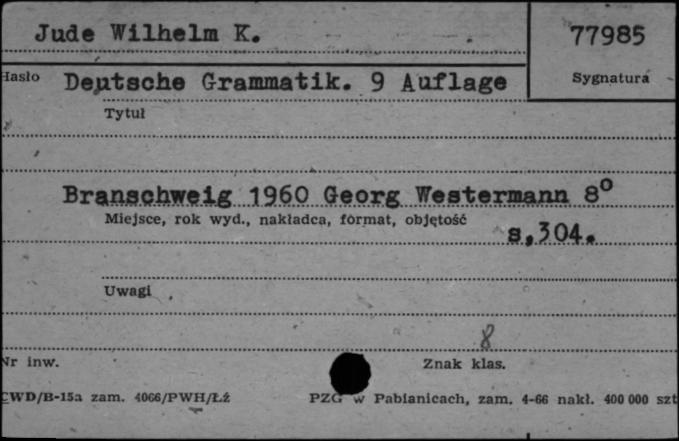 Jude Wilhelm K.
77985
Hasło Deutsche Grammatik. 9 Auflage
Sygnatura
Tytuł
Branschweig 1960 Georg Westermann 8°
Miejsce, rok wyd., nakładca, format, objętość
s,304.
Uwagi
8
Nr inw.
Znak klas.
CWD/B-15a zam. 4066/PWH/Łź
PZG w Pabianicach, zam. 4-66 nakł. 400 000 szt